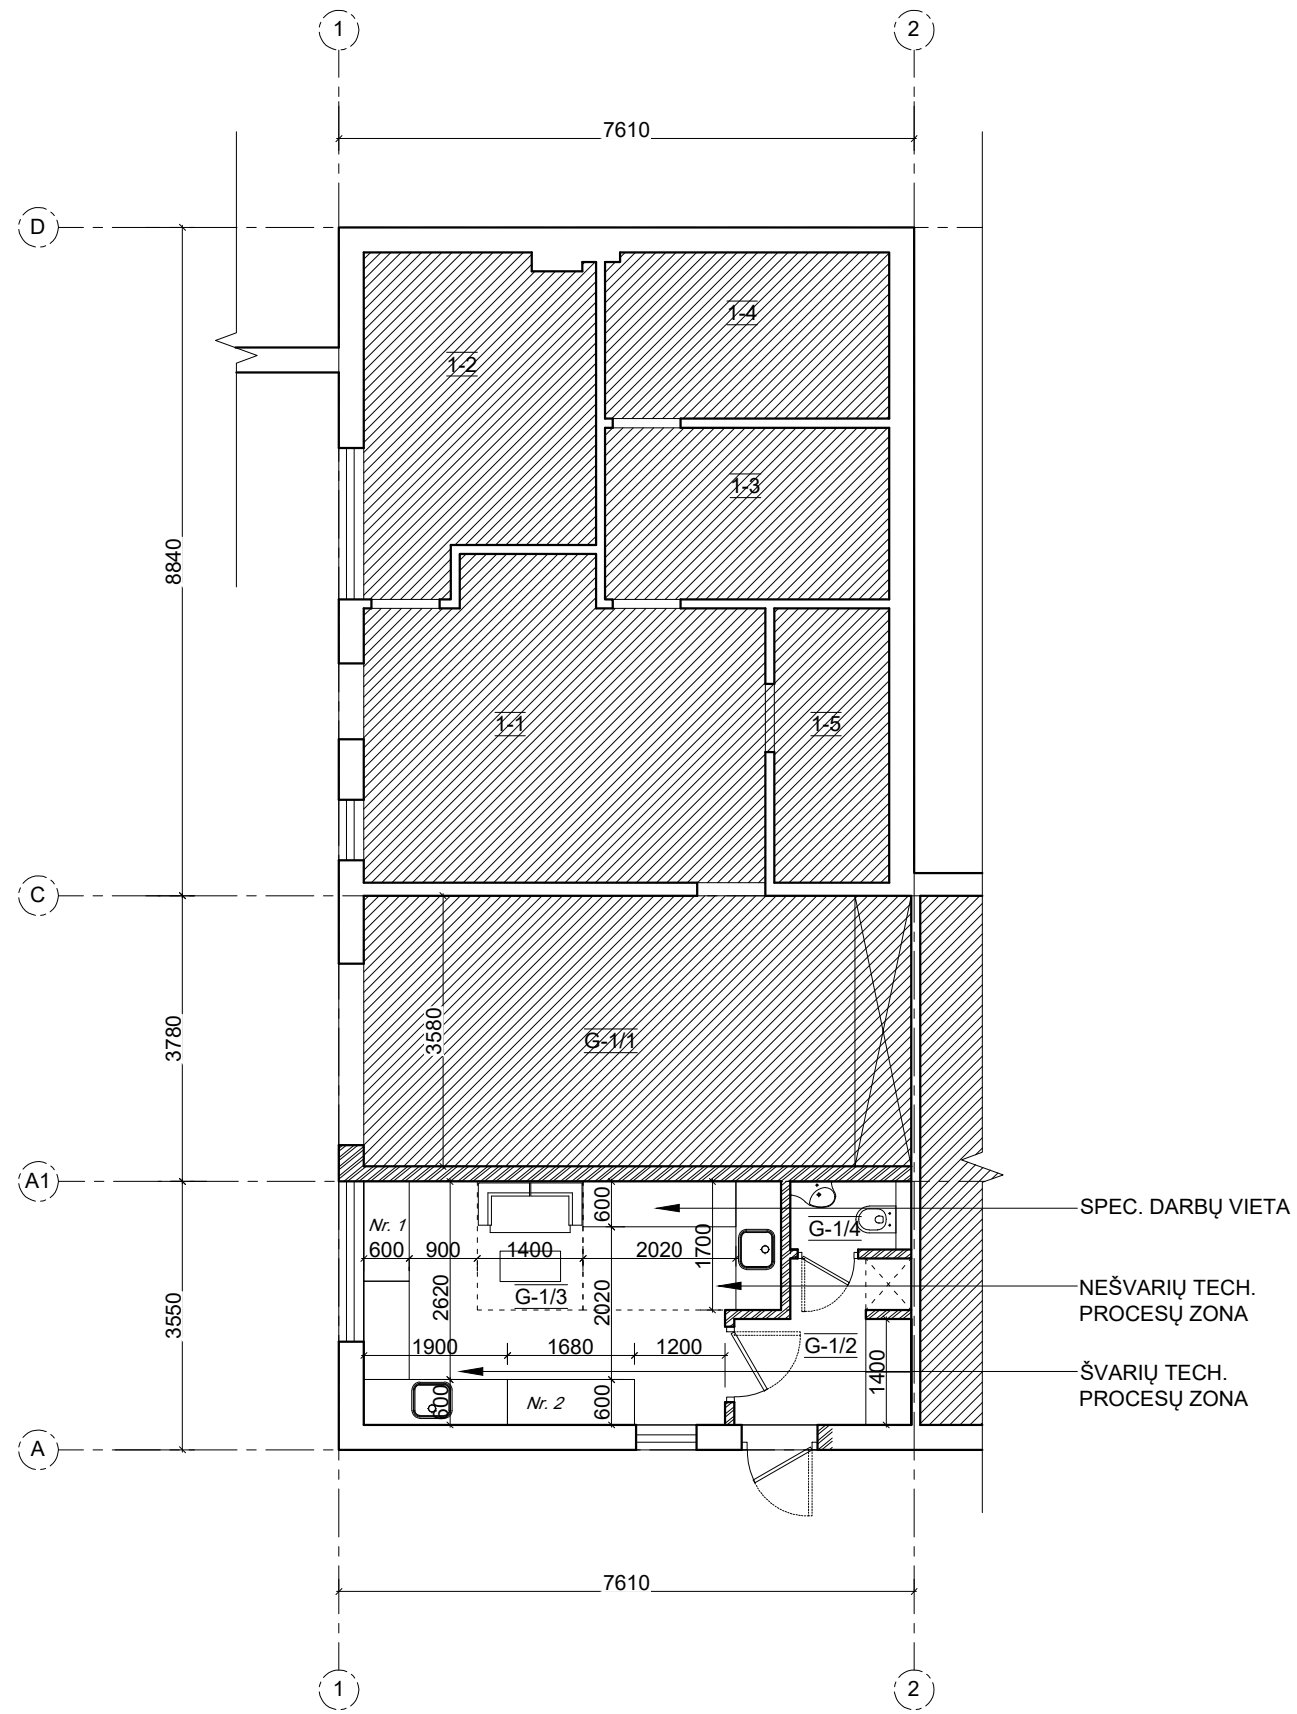 1
2
7610
D
1-4
1-2
1-3
8840
1-1
1-5
C
3780
3580
G-1/1
A1
Nr. 1
600
G-1/4
SPEC. DARBŲ VIETA
600
900
1400
2020
1700
2620
G-1/3
2020
NEŠVARIŲ TECH.
PROCESŲ ZONA
3550
1900
1680
1200
G-1/2
1400
ŠVARIŲ TECH.
PROCESŲ ZONA
600
Nr. 2
600
A
7610
1
2